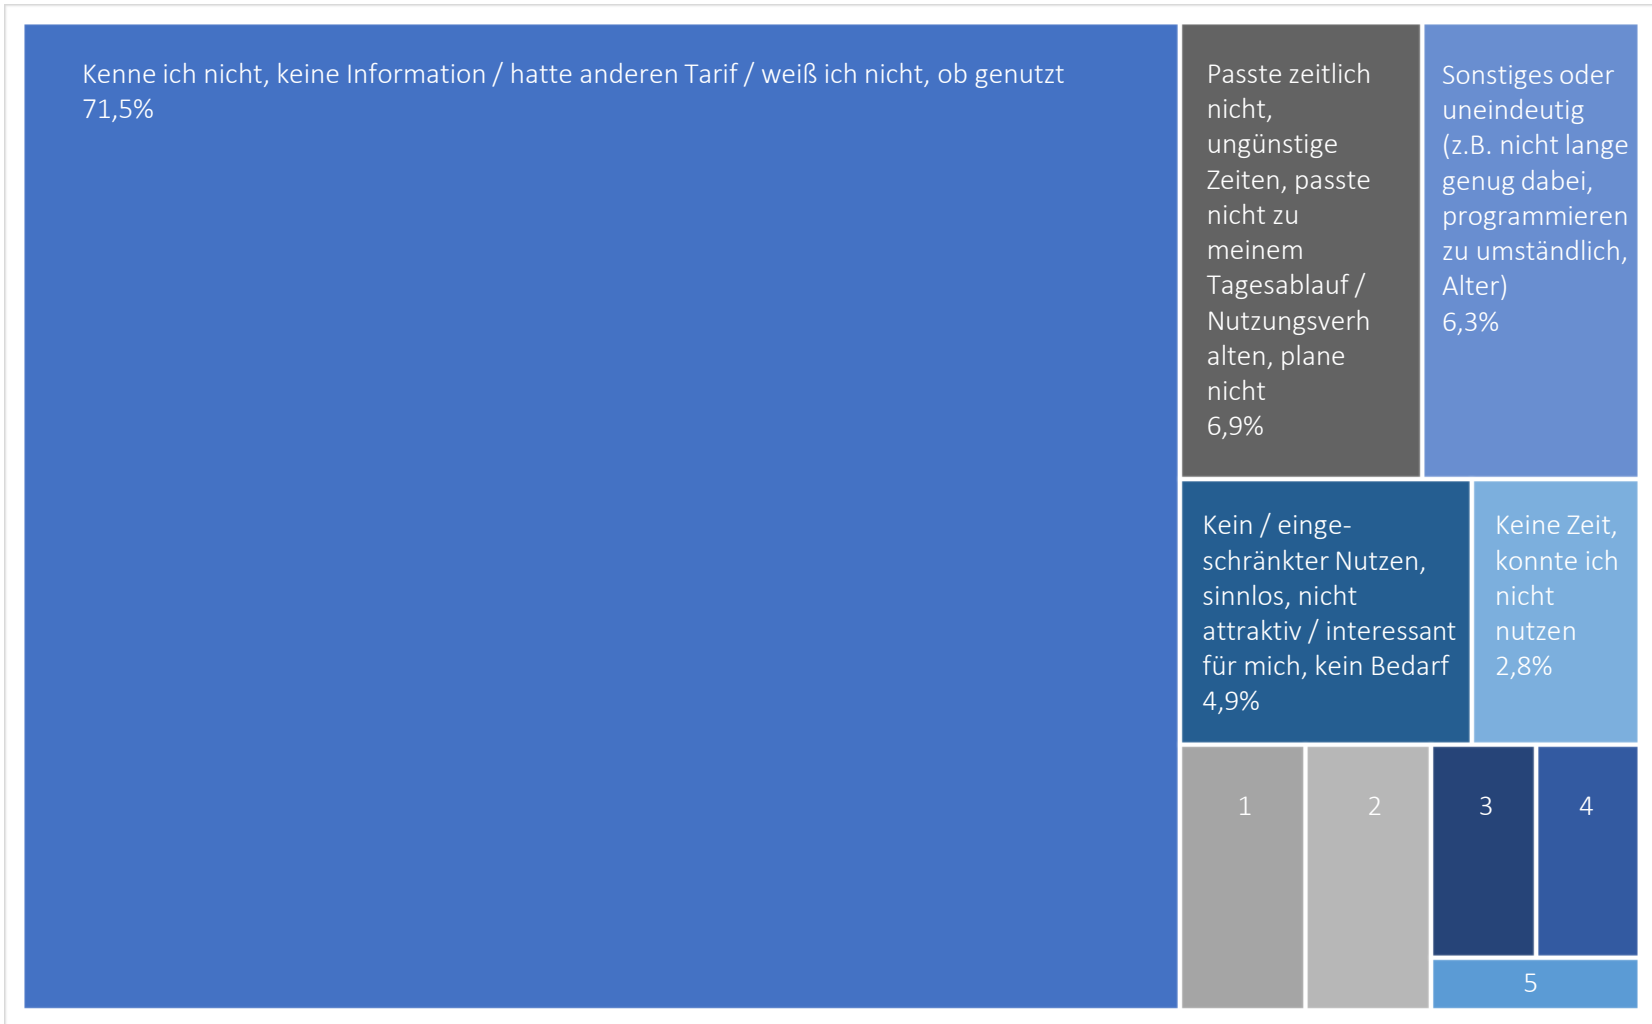 Kenne ich nicht, keine Information / hatte anderen Tarif / weiß ich nicht, ob genutzt
71,5%
Passte zeitlich
nicht,
ungünstige
Zeiten, passte
nicht zu
meinem
Tagesablauf /
Nutzungsverh
alten, plane
nicht
6,9%
Sonstiges oder
uneindeutig
(z.B. nicht lange
genug dabei,
programmieren
zu umständlich,
Alter)
6,3%
Kein / einge-
schränkter Nutzen,
sinnlos, nicht
attraktiv / interessant
für mich, kein Bedarf
4,9%
Keine Zeit,
konnte ich
nicht
nutzen
2,8%
1
2
3
4
5